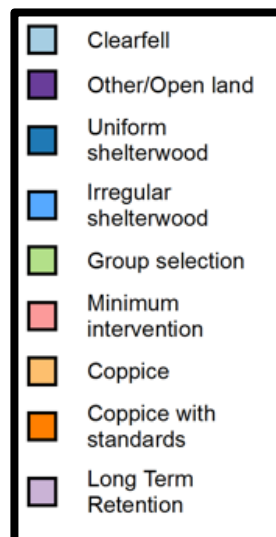 Clearfell
Other/Open land
Uniform
shelterwood
Irregular
shelterwood
Group selection
Minimum
intervention
Coppice
Coppice with
standards
Long Term
Retention